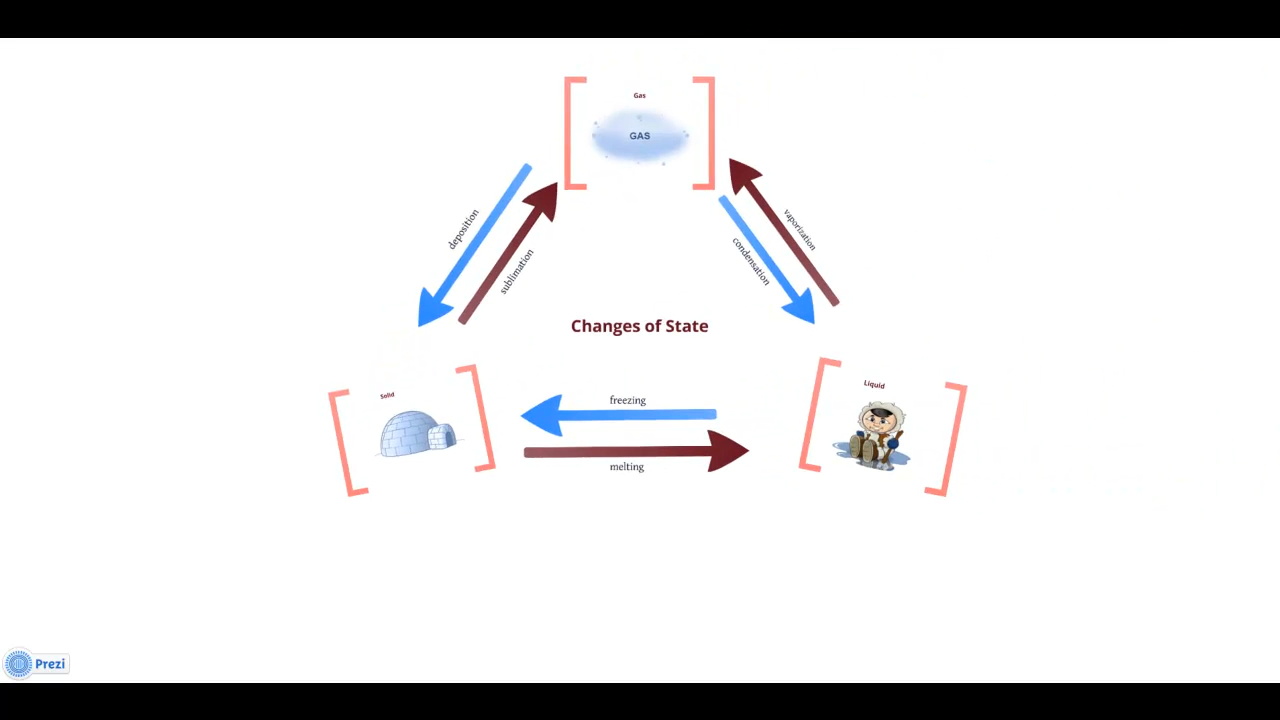 Gas
GAS
deposition
sublimation
vaporization
condensation
Changes of State
Solid
freezing
melting
Liquid
Prezi